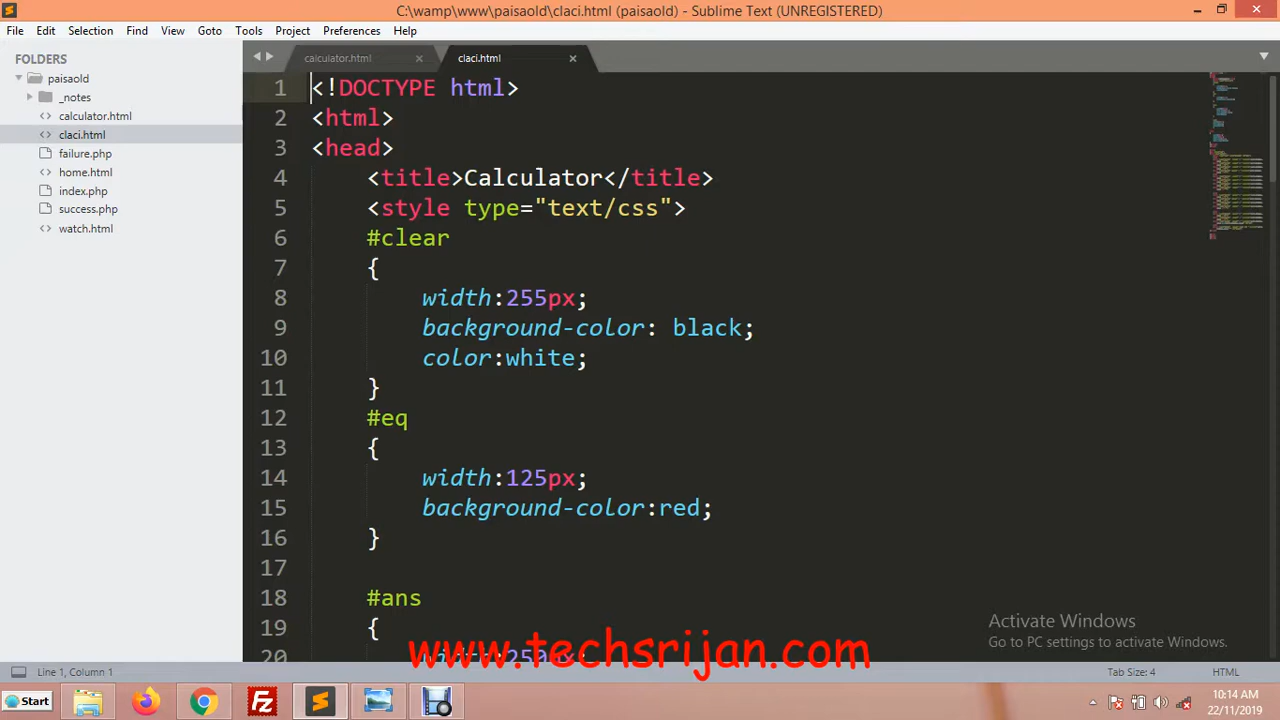 C:\wamp\www\paisaold\claci.html (paisaold) - Sublime Text (UNREGISTERED)
File Edit Selection Find View Goto Tools Project Preferences Help
FOLDERS
paisaold
_notes
calculator.html
claci.html
failure.php
home.html
index.php
success.php
watch.html
calculator.html claci.html
1 <!DOCTYPE html>
2 <html>
3 <head>
4 <title>Calculator</title>
5 <style type="text/css">
6 #clear
7 {
8 width:255px;
9 background-color: black;
10 color:white;
11 }
12 #eq
13 {
14 width:125px;
15 background-color:red;
16 }
17
18 #ans
19 {
20 width:250px;
www.techsrijan.com
Activate Windows
Go to PC settings to activate Windows.
Line 1, Column 1 Tab Size: 4 HTML
Start
10:14 AM
22/11/2019